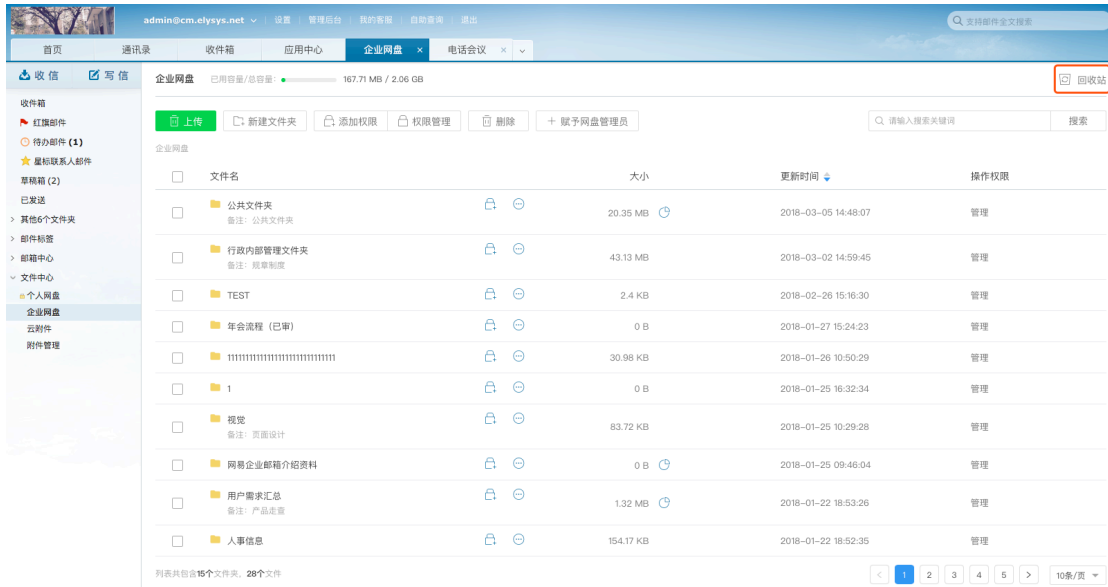 admin@cm.elysys.net 设置 管理后台 我的客服 自助查询 退出
支持邮件全文搜索
首页 通讯录 收件箱 应用中心 企业网盘 × 电话会议 ×
收信 写信
收件箱
红旗邮件
待办邮件 (1)
星标联系人邮件
草稿箱 (2)
已发送
其他6个文件夹
邮件标签
邮箱中心
文件中心
个人网盘
企业网盘
云附件
附件管理
企业网盘 已用容量/总容量: 167.71 MB / 2.06 GB
回收站
上传 新建文件夹 添加权限 权限管理 删除 + 赋予网盘管理员
请输入搜索关键词 搜索
企业网盘
文件名 大小 更新时间 操作权限
公共文件夹 20.35 MB 2018-03-05 14:48:07 管理
备注: 公共文件夹
行政内部管理文件夹 43.13 MB 2018-03-02 14:59:45 管理
备注: 规章制度
TEST 2.4 KB 2018-02-26 15:16:30 管理
年会流程 (已审) 0 B 2018-01-27 15:24:23 管理
30.98 KB 2018-01-26 10:50:29 管理
1 0 B 2018-01-25 16:32:34 管理
视觉 83.72 KB 2018-01-25 10:29:28 管理
备注: 页面设计
网易企业邮箱介绍资料 0 B 2018-01-25 09:46:04 管理
用户需求汇总 1.32 MB 2018-01-22 18:53:26 管理
备注: 产品走查
人事信息 154.17 KB 2018-01-22 18:52:35 管理
列表共包含15个文件夹, 28个文件
< 1 2 3 4 5 > 10条/页